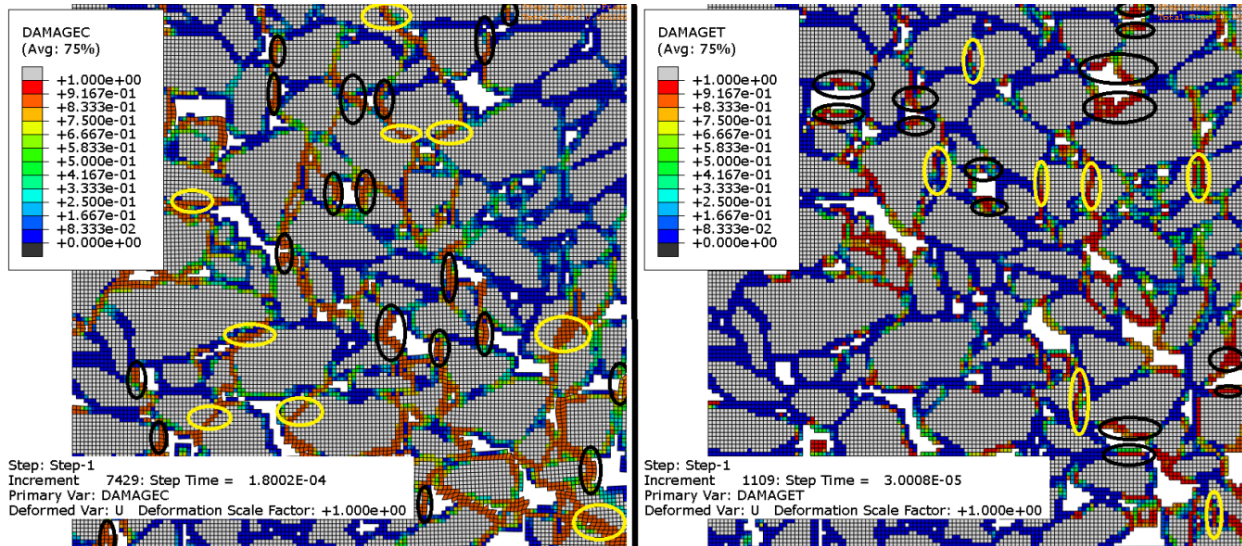 DAMAGEC
(Avg: 75%)
+1.000e+00
+9.167e-01
+8.333e-01
+7.500e-01
+6.667e-01
+5.833e-01
+5.000e-01
+4.167e-01
+3.333e-01
+2.500e-01
+1.667e-01
+8.333e-02
+0.000e+00
Step: Step-1
Increment 7429: Step Time = 1.8002E-04
Primary Var: DAMAGEC
Deformed Var: U Deformation Scale Factor: +1.000e+00
DAMAGET
(Avg: 75%)
+1.000e+00
+9.167e-01
+8.333e-01
+7.500e-01
+6.667e-01
+5.833e-01
+5.000e-01
+4.167e-01
+3.333e-01
+2.500e-01
+1.667e-01
+8.333e-02
+0.000e+00
Step: Step-1
Increment 1109: Step Time = 3.0008E-05
Primary Var: DAMAGET
Deformed Var: U Deformation Scale Factor: +1.000e+00